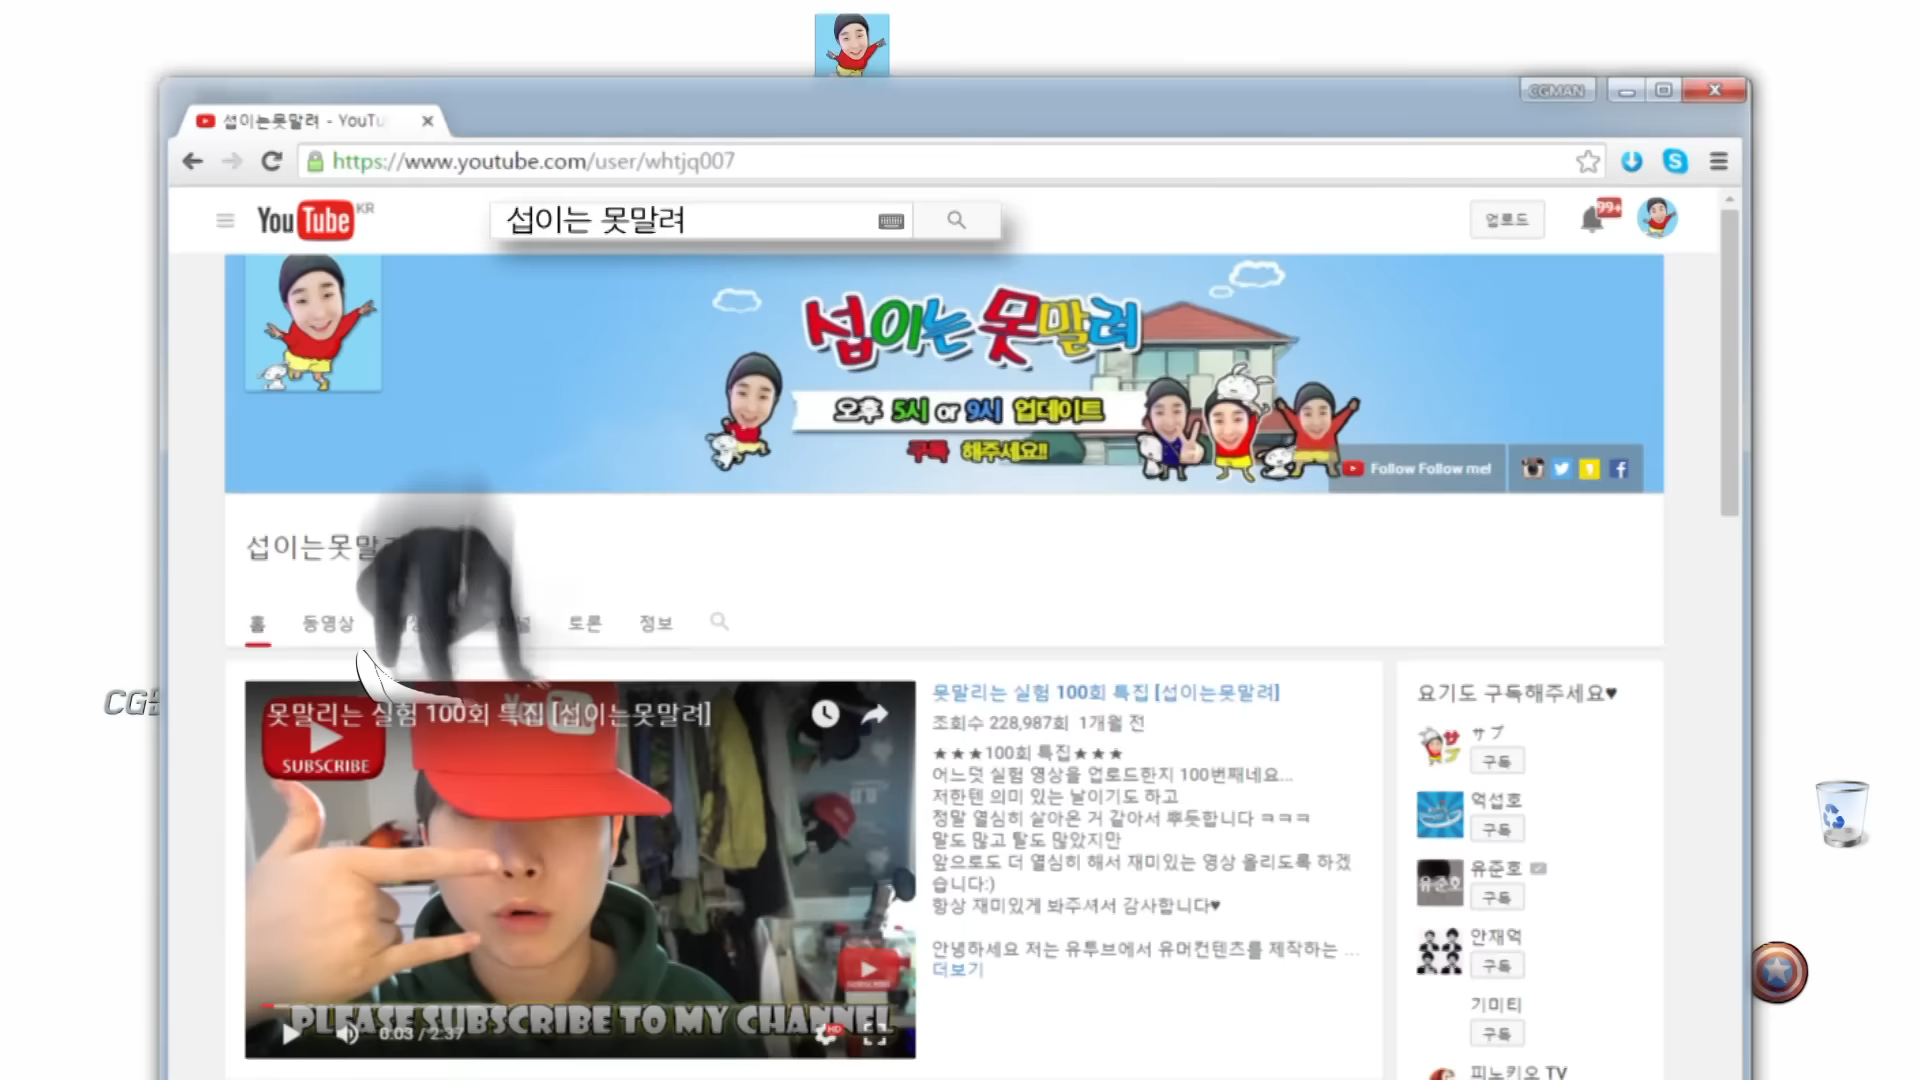 CGMAN
섭이는못말려 - YouTu
https://www.youtube.com/user/whtjq007
YouTube KR
섭이는 못말려
업로드
99+
섭이는 못말려
오후 5시 or 9시 업데이트
구독 해주세요!!
Follow Follow me!
섭이는못말
홈 동영상 토론 정보
CG
못말리는 실험 100회 특집 [섭이는못말려]
SUBSCRIBE
PLEASE SUBSCRIBE TO MY CHANNEL
0:03 / 2:37
HD
못말리는 실험 100회 특집 [섭이는못말려]
조회수 228,987회 1개월 전
★★★100회 특집★★★
어느덧 실험 영상을 업로드한지 100번째네요...
저한텐 의미 있는 날이기도 하고
정말 열심히 살아온 거 같아서 뿌듯합니다 ㅋㅋㅋ
말도 많고 탈도 많았지만
앞으로도 더 열심히 해서 재미있는 영상 올리도록 하겠
습니다:)
항상 재미있게 봐주셔서 감사합니다♥
안녕하세요 저는 유투브에서 유머컨텐츠를 제작하는 ...
더보기
요기도 구독해주세요♥
サブ
구독
억섭호
구독
유준호
유준호
구독
안재억
구독
기미티
구독
피노키오 TV